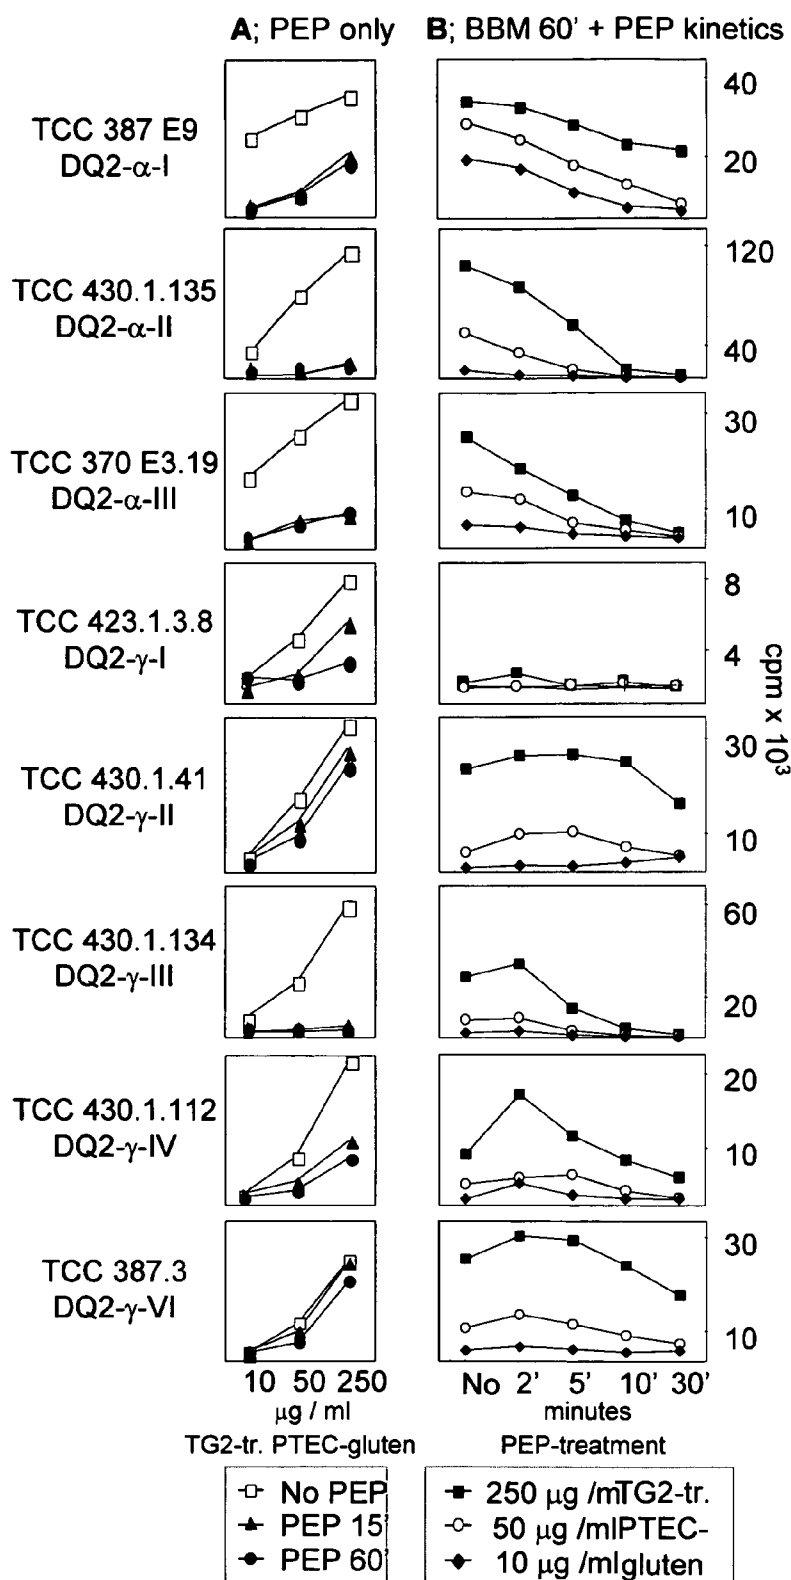 A; PEP only B; BBM 60' + PEP kinetics
TCC 387 E9
DQ2-α-I
40
20
TCC 430.1.135
DQ2-α-II
120
40
TCC 370 E3.19
DQ2-α-III
30
10
TCC 423.1.3.8
DQ2-γ-I
8
4
cpm x 10³
TCC 430.1.41
DQ2-γ-II
30
10
TCC 430.1.134
DQ2-γ-III
60
20
TCC 430.1.112
DQ2-γ-IV
20
10
TCC 387.3
DQ2-γ-VI
30
10
10 50 250
μg / ml
TG2-tr. PTEC-gluten
No 2' 5' 10' 30'
minutes
PEP-treatment
No PEP
PEP 15'
PEP 60'
250 μg /mTG2-tr.
50 μg /mlPTEC-
10 μg /mlgluten